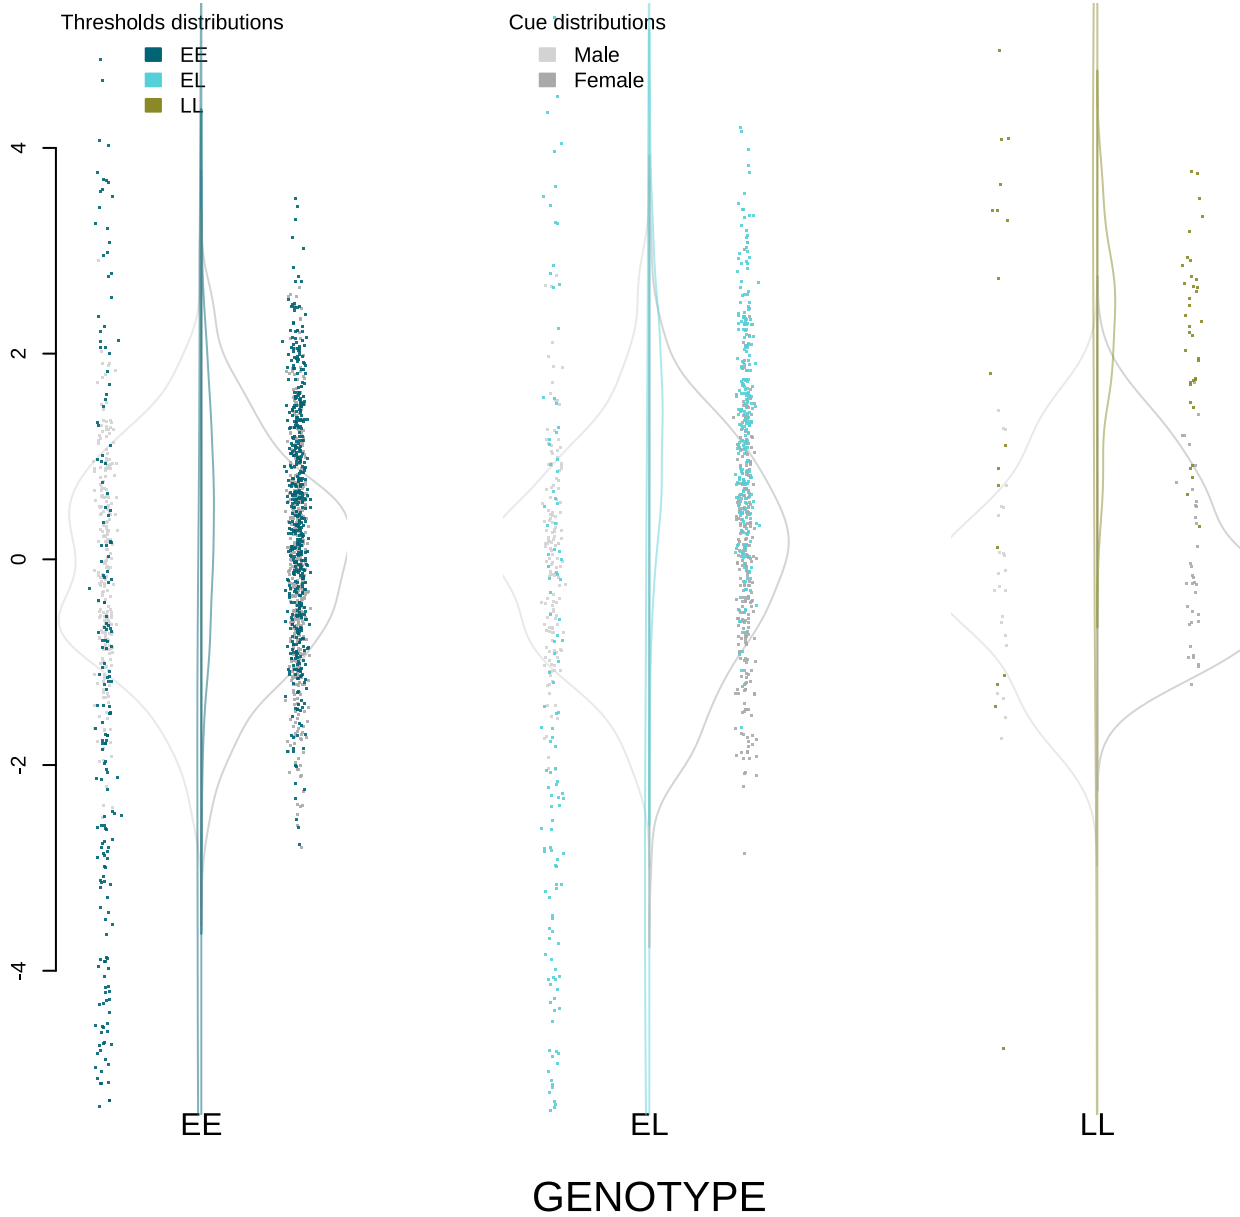 Thresholds distributions
EE
EL
LL
Cue distributions
Male
Female
4
2
0
-2
-4
EE
EL
LL
GENOTYPE